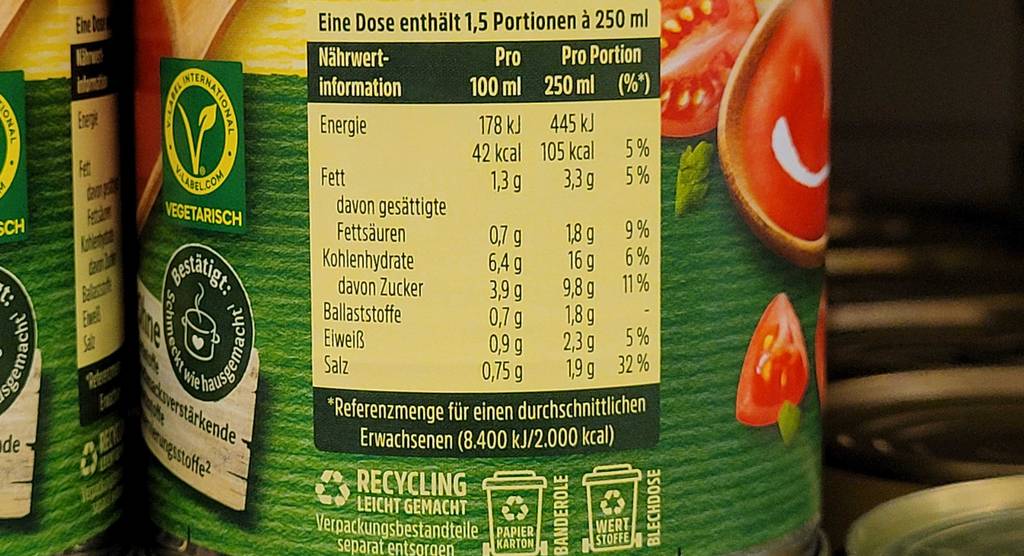 Eine Dose enthält 1,5 Portionen à 250 ml
Nährwert- Pro Pro Portion
information 100 ml 250 ml (%*)
Energie 178 kJ 445 kJ
42 kcal 105 kcal 5 %
Fett 1,3 g 3,3 g 5 %
davon gesättigte
Fettsäuren 0,7 g 1,8 g 9 %
Kohlenhydrate 6,4 g 16 g 6 %
davon Zucker 3,9 g 9,8 g 11 %
Ballaststoffe 0,7 g 1,8 g -
Eiweiß 0,9 g 2,3 g 5 %
Salz 0,75 g 1,9 g 32 %
*Referenzmenge für einen durchschnittlichen
Erwachsenen (8.400 kJ/2.000 kcal)
RECYCLING
LEICHT GEMACHT
Verpackungsbestandteile
separat entsorgen
PAPIER
KARTON
BANDEROLE
WERT
STOFFE
BLECHDOSE
V-LABEL INTERNATIONAL
V-LABEL.COM
VEGETARISCH
Bestätigt:
schmeckt wie hausgemacht!
Eine Dose
Nährwert-
information
Energie
Fett
Fettsäuren
Kohlenhydrate
Ballaststoffe
Eiweiß
Salz